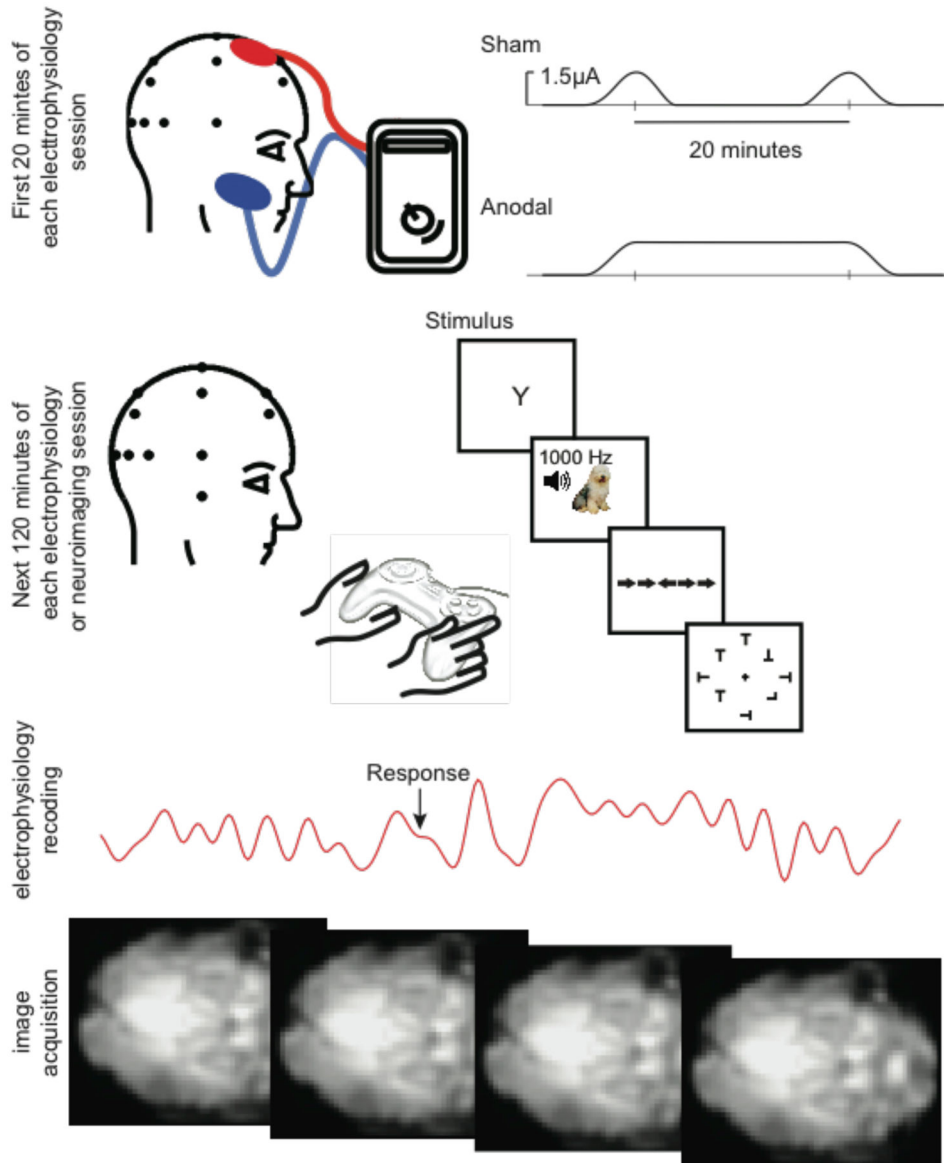 First 20 mintes of
each electtrophysiology
session
Sham
1.5μA
20 minutes
Anodal
Next 120 minutes of
each electrophysiology
or neuroimaging session
Stimulus
Y
1000 Hz
electrophysiology
recoding
Response
image
acquisition